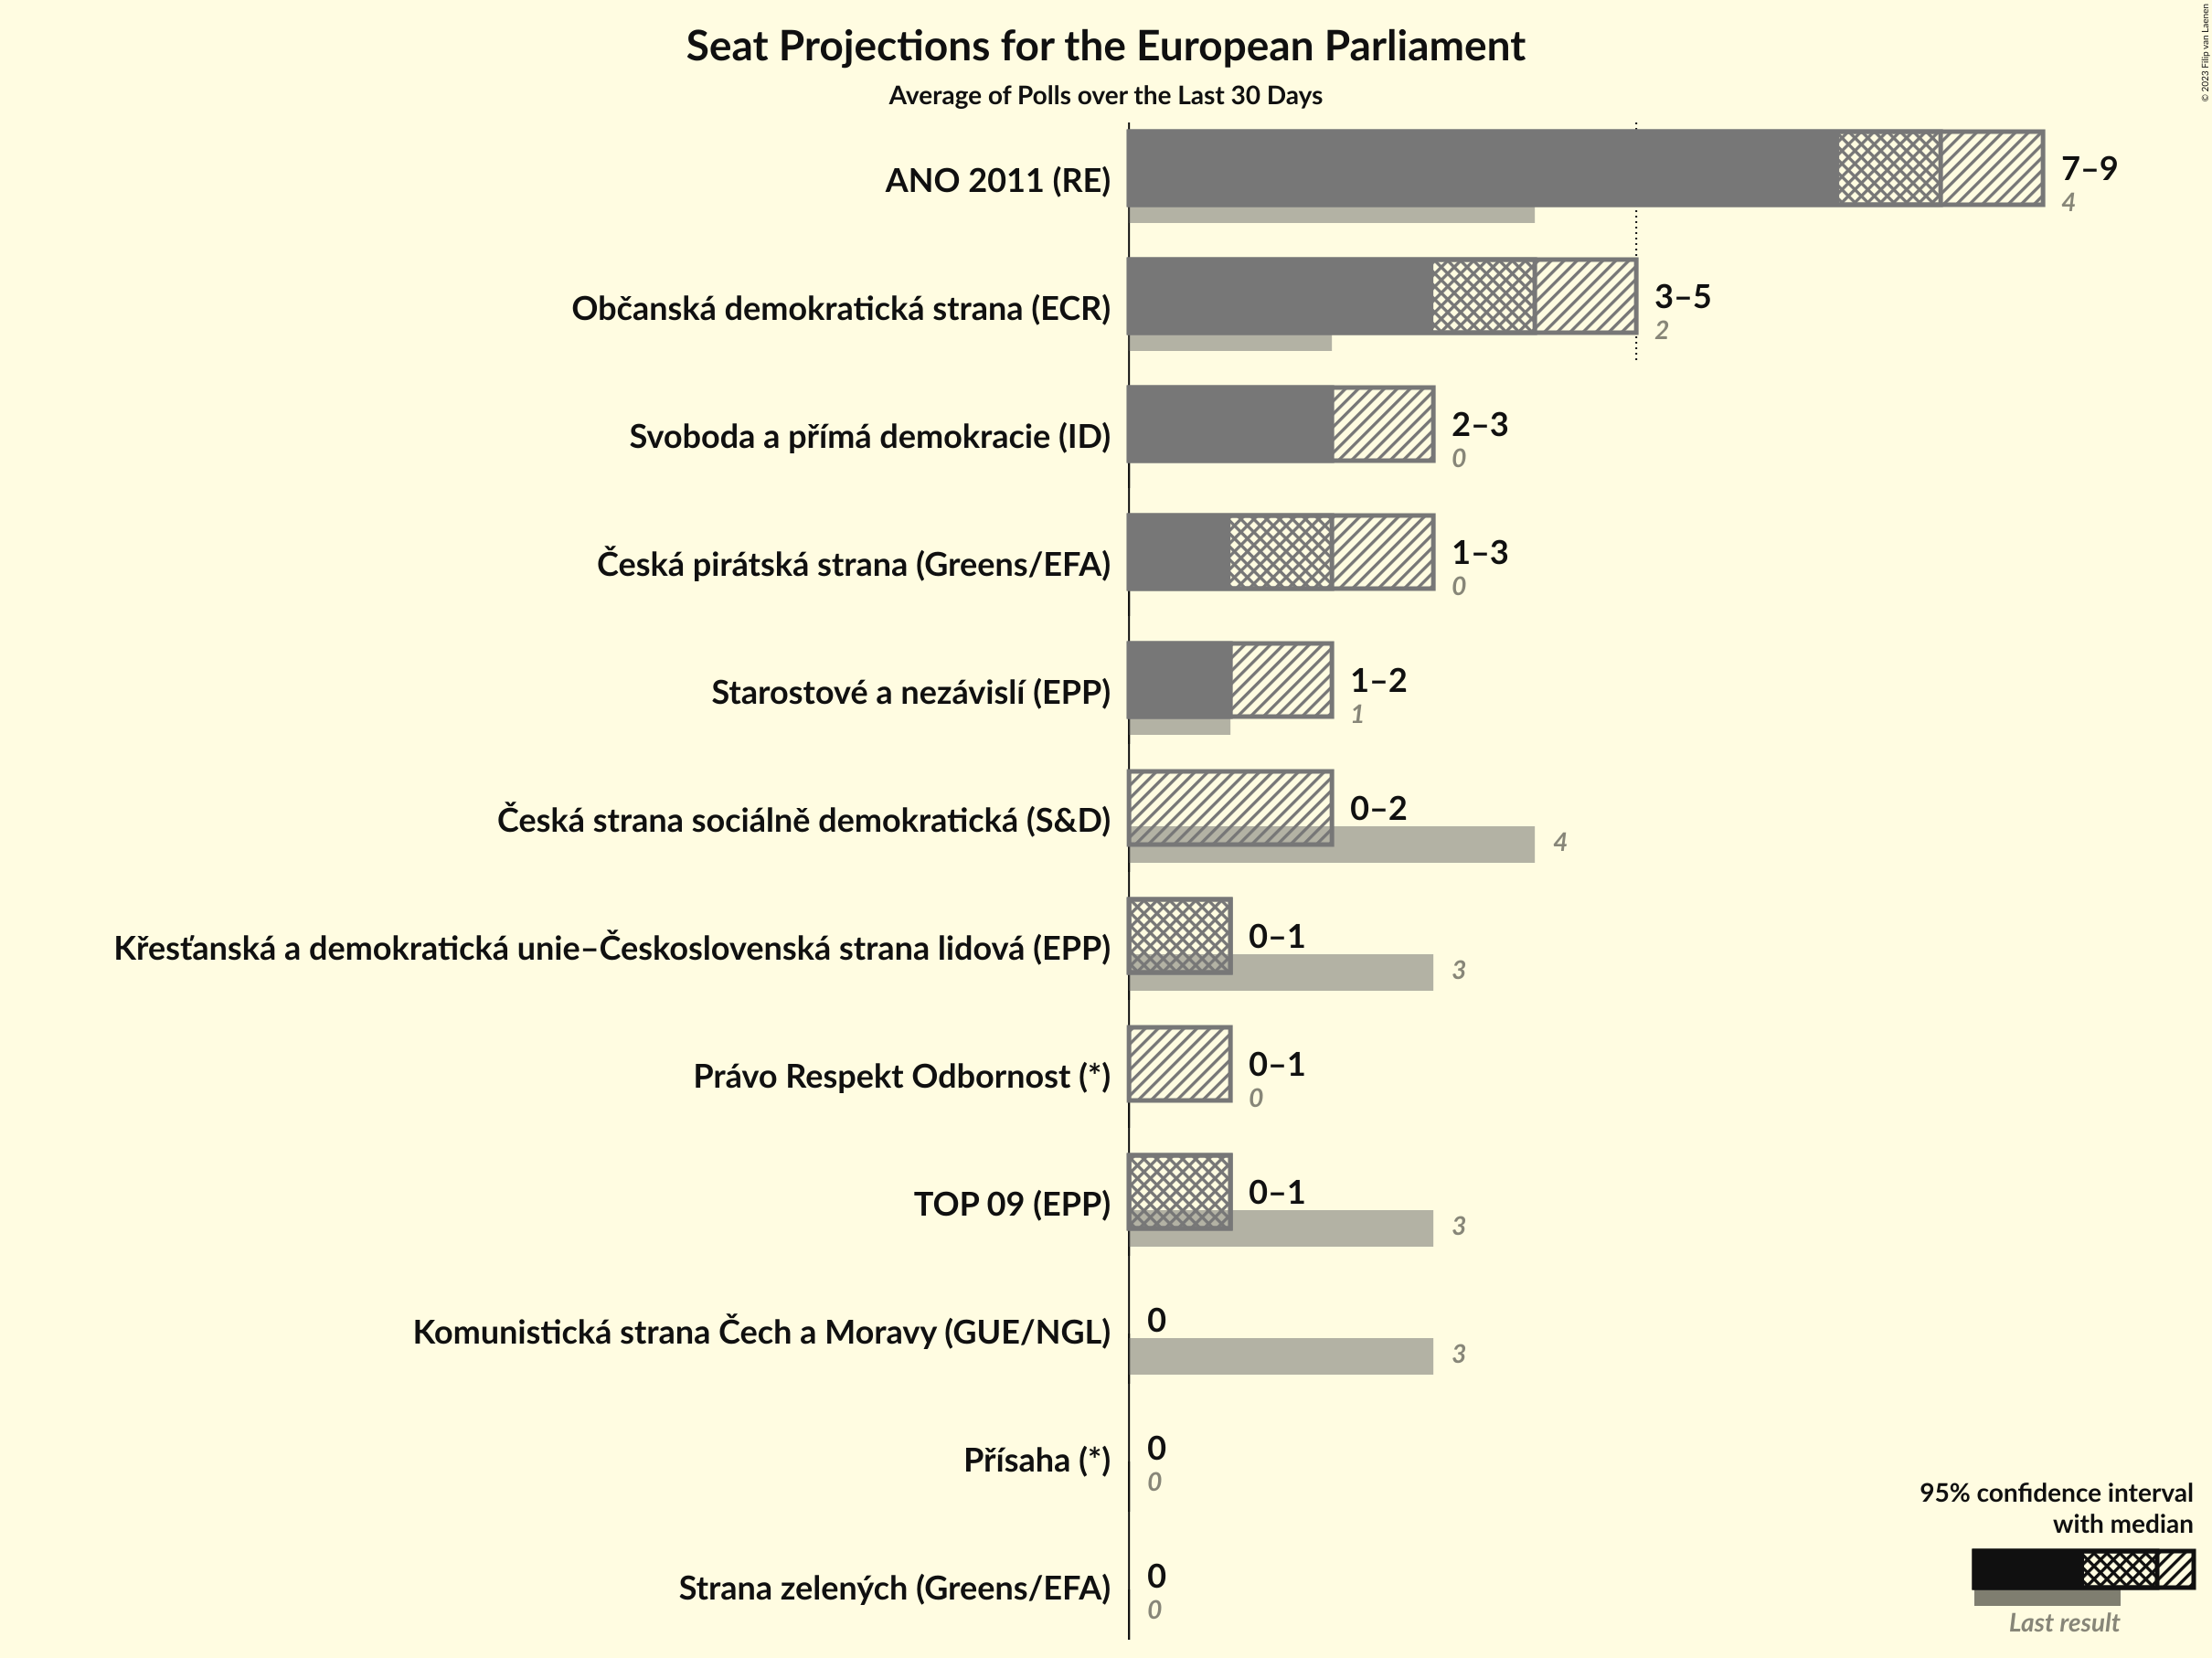 Seat Projections for the European Parliament
Average of Polls over the Last 30 Days
© 2023 Filip van Laenen
ANO 2011 (RE)
7–9
4
Občanská demokratická strana (ECR)
3–5
2
Svoboda a přímá demokracie (ID)
2–3
0
Česká pirátská strana (Greens/EFA)
1–3
0
Starostové a nezávislí (EPP)
1–2
1
Česká strana sociálně demokratická (S&D)
0–2
4
Křesťanská a demokratická unie–Československá strana lidová (EPP)
0–1
3
Právo Respekt Odbornost (*)
0–1
0
TOP 09 (EPP)
0–1
3
Komunistická strana Čech a Moravy (GUE/NGL)
0
3
Přísaha (*)
0
0
Strana zelených (Greens/EFA)
0
0
95% confidence interval
with median
Last result